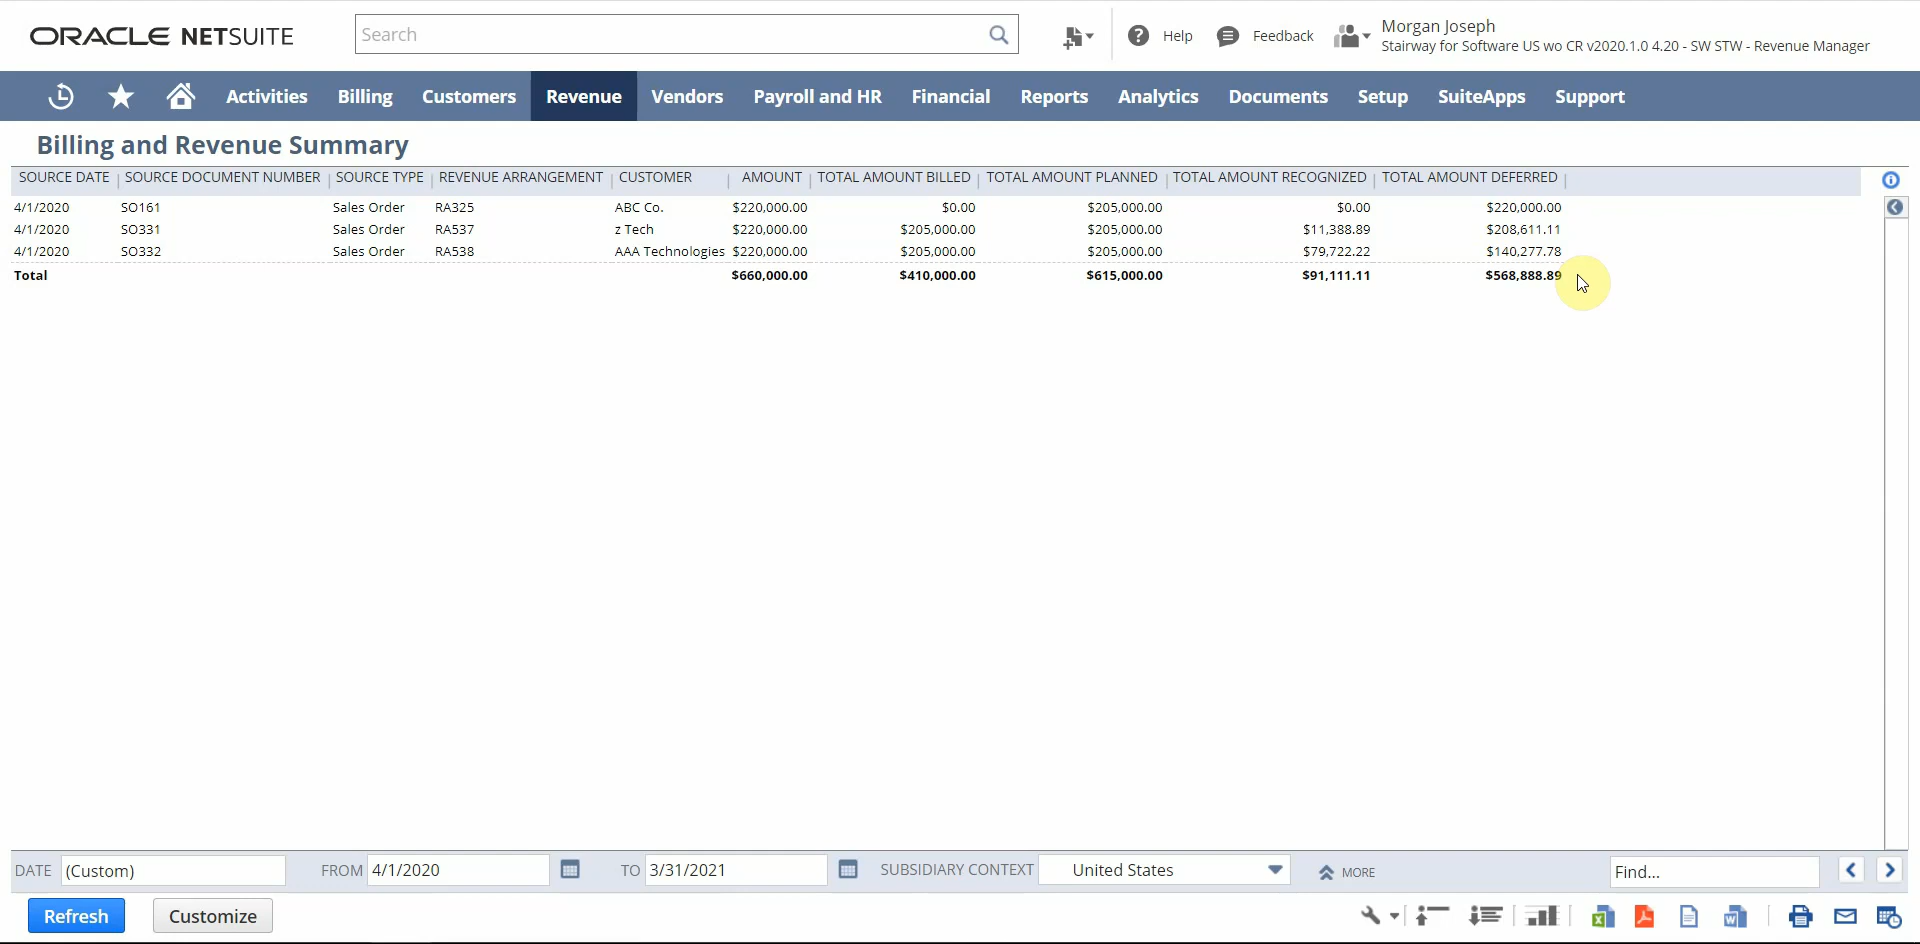 ORACLE NETSUITE
Search
Help
Feedback
Morgan Joseph
Stairway for Software US wo CR v2020.1.0 4.20 - SW STW - Revenue Manager
Activities Billing Customers Revenue Vendors Payroll and HR Financial Reports Analytics Documents Setup SuiteApps Support
Billing and Revenue Summary
SOURCE DATE SOURCE DOCUMENT NUMBER SOURCE TYPE REVENUE ARRANGEMENT CUSTOMER AMOUNT TOTAL AMOUNT BILLED TOTAL AMOUNT PLANNED TOTAL AMOUNT RECOGNIZED TOTAL AMOUNT DEFERRED
4/1/2020 SO161 Sales Order RA325 ABC Co. $220,000.00 $0.00 $205,000.00 $0.00 $220,000.00
4/1/2020 SO331 Sales Order RA537 z Tech $220,000.00 $205,000.00 $205,000.00 $11,388.89 $208,611.11
4/1/2020 SO332 Sales Order RA538 AAA Technologies $220,000.00 $205,000.00 $205,000.00 $79,722.22 $140,277.78
Total $660,000.00 $410,000.00 $615,000.00 $91,111.11 $568,888.89
DATE (Custom) FROM 4/1/2020 TO 3/31/2021 SUBSIDIARY CONTEXT United States MORE Find...
Refresh Customize